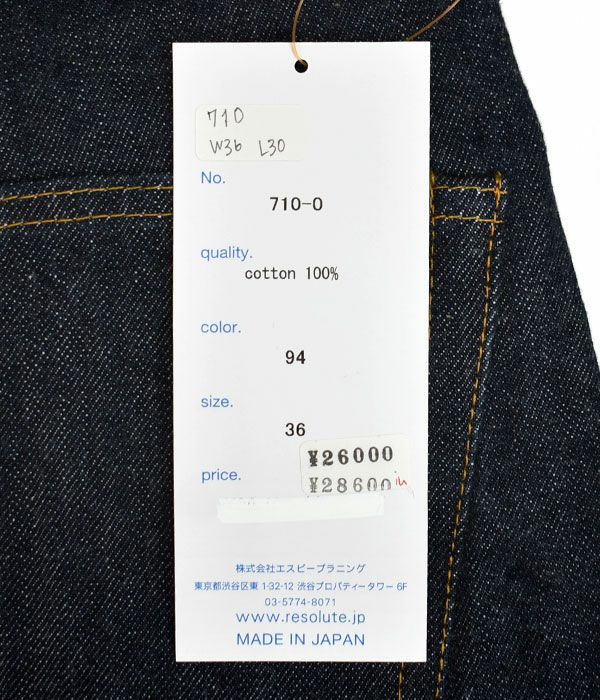 710
W36 L30
No.
710-0
quality.
cotton 100%
color.
94
size.
36
¥26000
price.
¥28600
株式会社エスピープラニング
東京都渋谷区東 1-32-12 渋谷プロパティータワー 6F
03-5774-8071
www.resolute.jp
MADE IN JAPAN